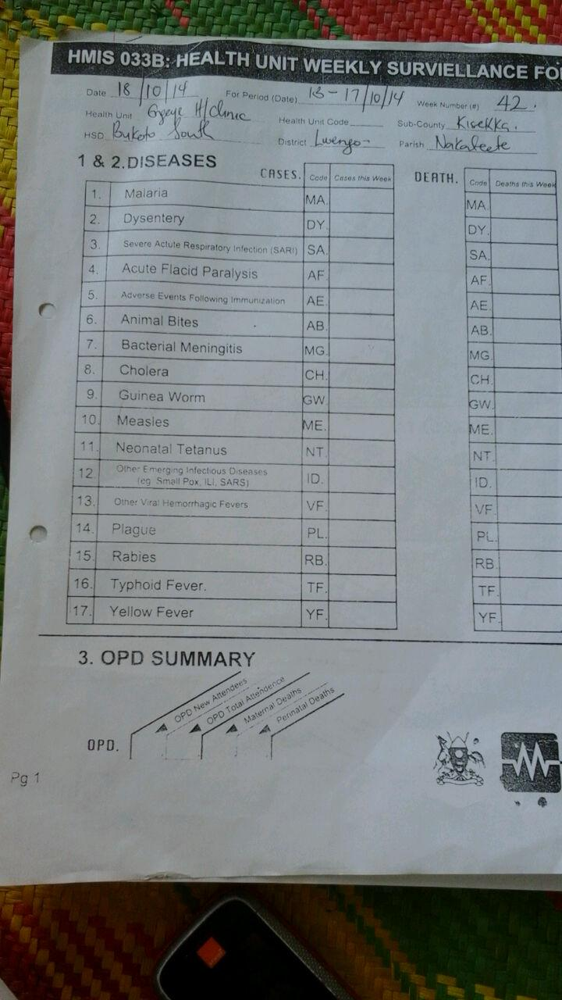 HMIS 033B: HEALTH UNIT WEEKLY SURVIELLANCE FO
Date 18/10/14 For Period (Date) 13-17/10/14 Week Number (#) 42.
Health Unit H/Clinic Health Unit Code Sub-County Kisekka.
HSD Bukoto South District Lwengo Parish Nakateete
1 & 2. DISEASES CASES. Code Cases this Week DEATH. Code Deaths this Week
1. Malaria MA. MA.
2. Dysentery DY. DY.
3. Severe Actute Respiratory Infection (SARI) SA. SA.
4. Acute Flacid Paralysis AF. AF.
5. Adverse Events Following Immunization AE. AE.
6. Animal Bites AB. AB.
7. Bacterial Meningitis MG. MG.
8. Cholera CH. CH.
9. Guinea Worm GW. GW.
10. Measles ME. ME.
11. Neonatal Tetanus NT. NT.
12. Other Emerging Infectious Diseases
(eg. Small Pox, ILI, SARS) ID. ID.
13. Other Viral Hemorrhagic Fevers VF. VF.
14. Plague PL. PL.
15. Rabies RB. RB.
16. Typhoid Fever. TF. TF.
17. Yellow Fever YF. YF.
3. OPD SUMMARY
OPD New Attendees
OPD Total Attendence
Maternal Deaths
Perinatal Deaths
OPD.
Pg 1